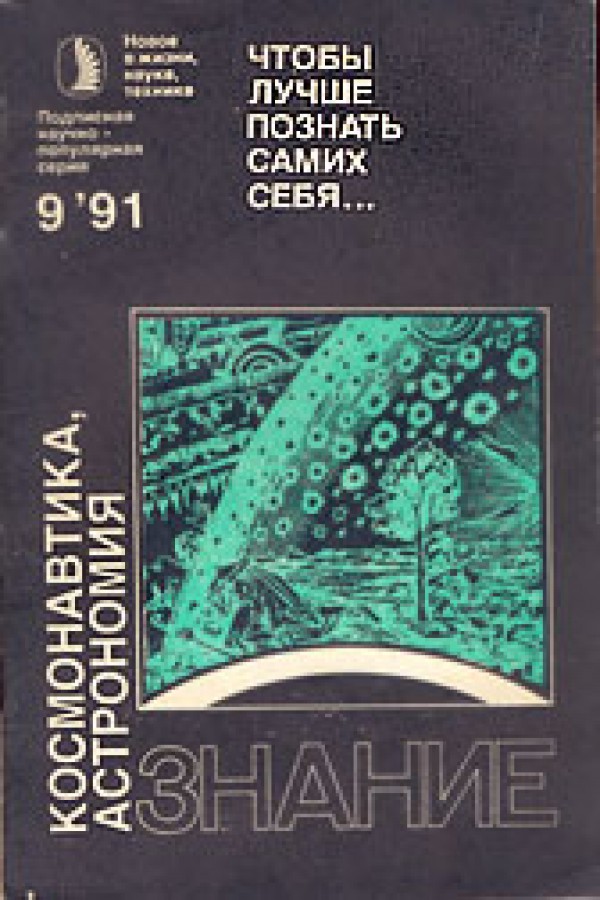 Новое
в жизни,
науке,
технике
Подписная
научно-
популярная
серия
9'91
ЧТОБЫ
ЛУЧШЕ
ПОЗНАТЬ
САМИХ
СЕБЯ...
КОСМОНАВТИКА,
АСТРОНОМИЯ
ЗНАНИЕ